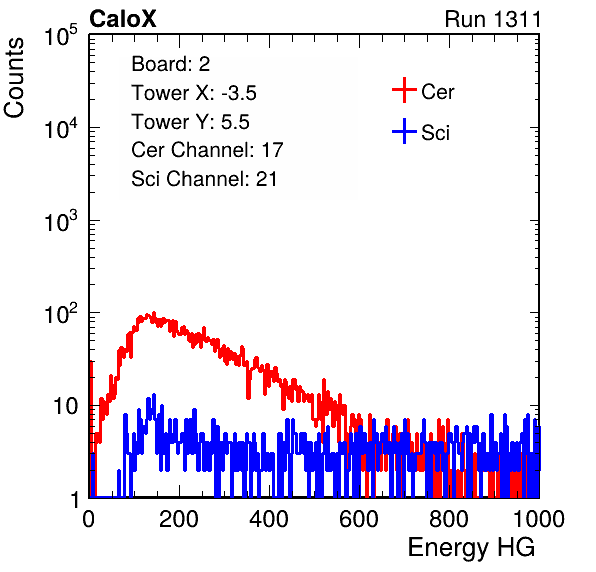 CaloX Run 1311
Counts
10^5
10^4
10^3
10^2
10
1
Board: 2
Tower X: -3.5
Tower Y: 5.5
Cer Channel: 17
Sci Channel: 21
Cer
Sci
0 200 400 600 800 1000
Energy HG